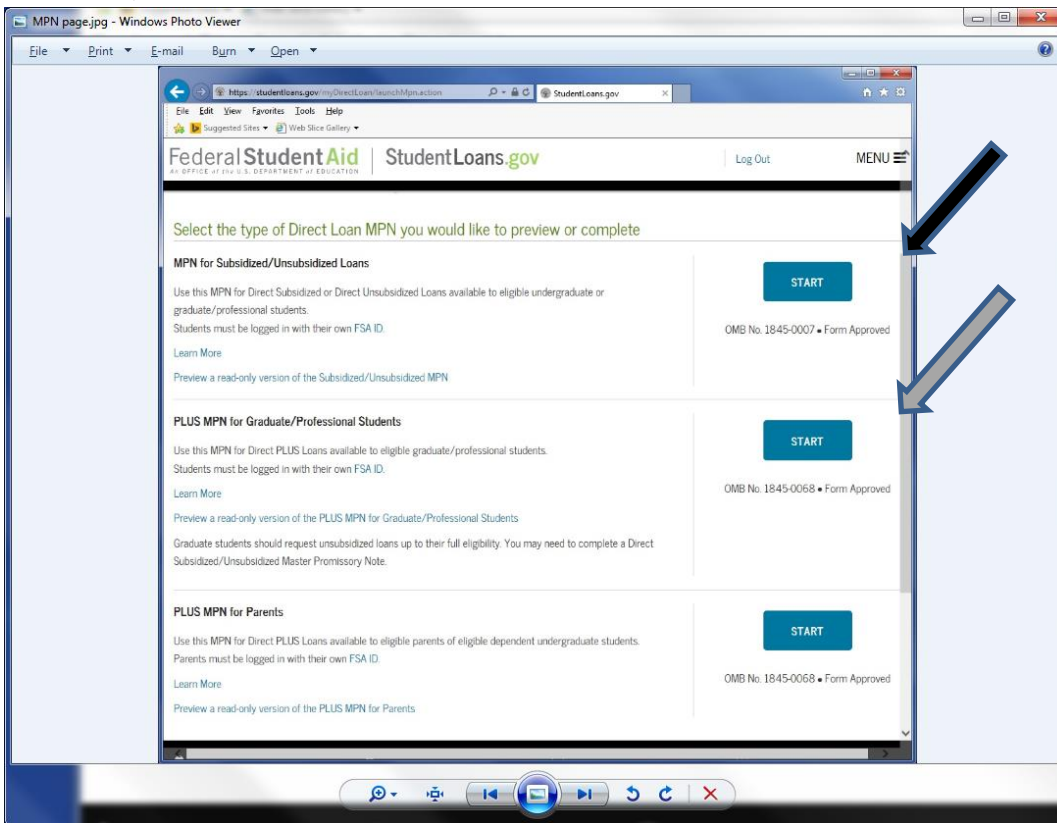 MPN page.jpg - Windows Photo Viewer
File Print E-mail Burn Open
https://studentloans.gov/myDirectLoan/launchMpn.action StudentLoans.gov
File Edit View Favorites Tools Help
Suggested Sites Web Slice Gallery
Federal Student Aid StudentLoans.gov Log Out MENU
An OFFICE of the U.S. DEPARTMENT of EDUCATION
Select the type of Direct Loan MPN you would like to preview or complete
MPN for Subsidized/Unsubsidized Loans
Use this MPN for Direct Subsidized or Direct Unsubsidized Loans available to eligible undergraduate or
graduate/professional students.
Students must be logged in with their own FSA ID.
Learn More
Preview a read-only version of the Subsidized/Unsubsidized MPN
START
OMB No. 1845-0007 • Form Approved
PLUS MPN for Graduate/Professional Students
Use this MPN for Direct PLUS Loans available to eligible graduate/professional students.
Students must be logged in with their own FSA ID.
Learn More
Preview a read-only version of the PLUS MPN for Graduate/Professional Students
Graduate students should request unsubsidized loans up to their full eligibility. You may need to complete a Direct
Subsidized/Unsubsidized Master Promissory Note.
START
OMB No. 1845-0068 • Form Approved
PLUS MPN for Parents
Use this MPN for Direct PLUS Loans available to eligible parents of eligible dependent undergraduate students.
Parents must be logged in with their own FSA ID.
Learn More
Preview a read-only version of the PLUS MPN for Parents
START
OMB No. 1845-0068 • Form Approved